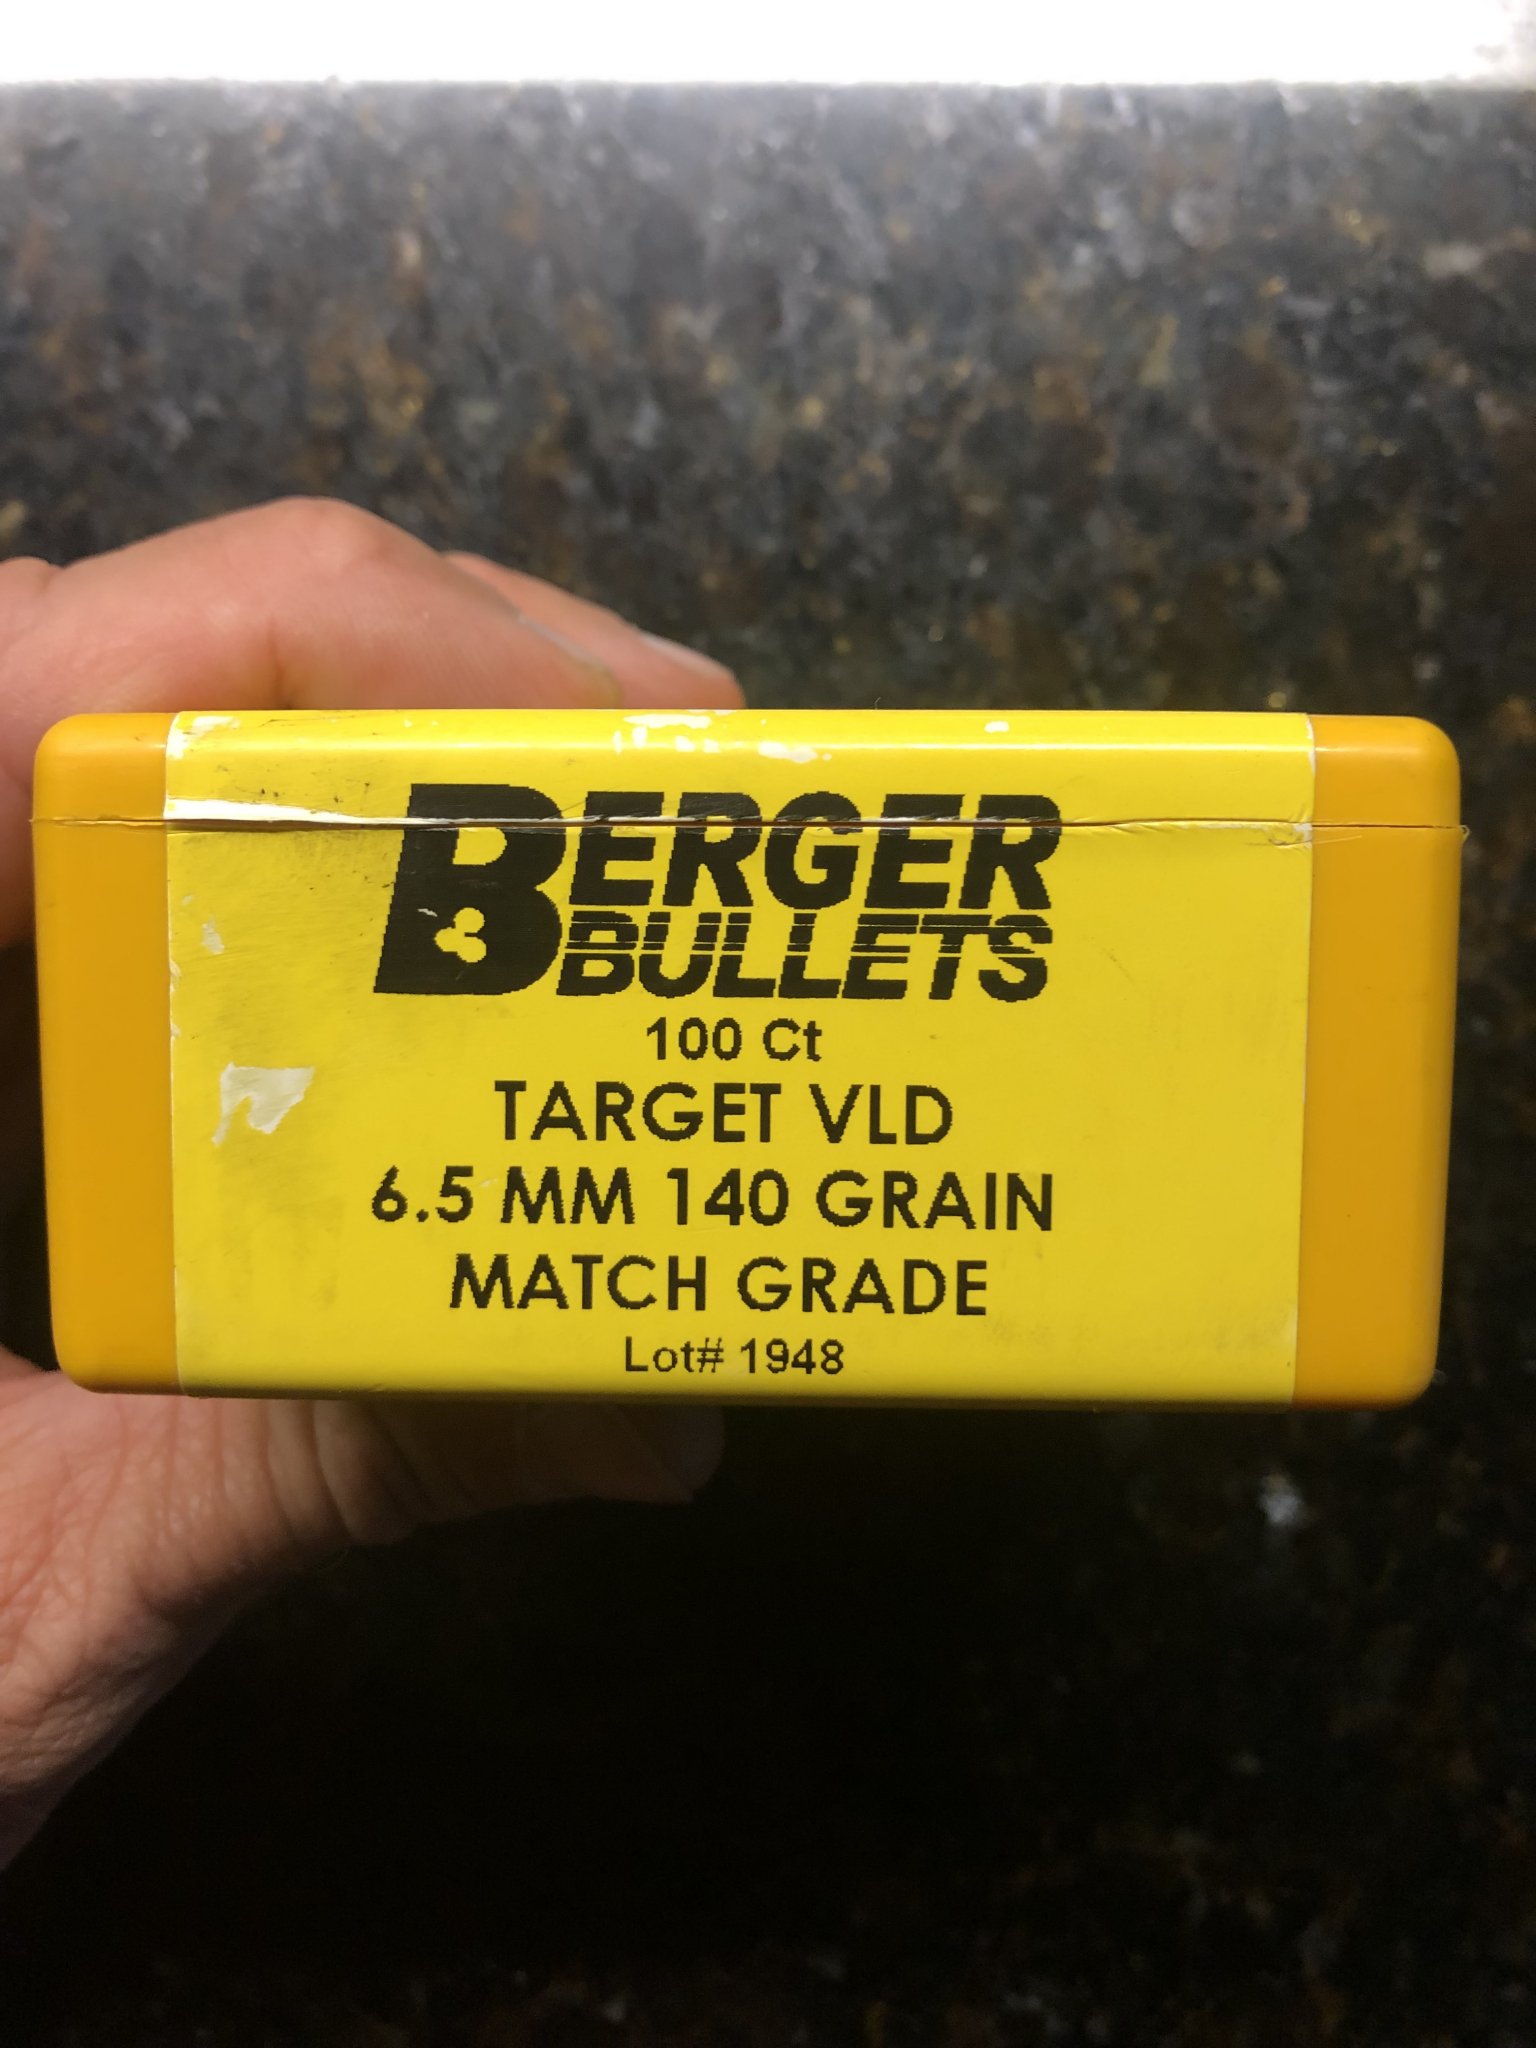 BERGER
BULLETS
100 Ct
TARGET VLD
6.5 MM 140 GRAIN
MATCH GRADE
Lot# 1948